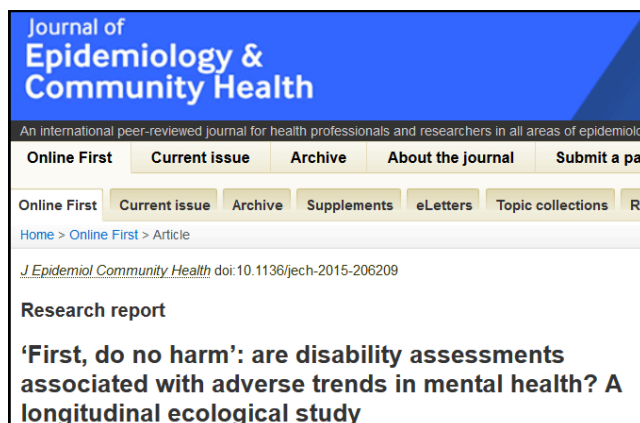 Journal of
Epidemiology &
Community Health
An international peer-reviewed journal for health professionals and researchers in all areas of
Online First Current issue Archive About the journal Submit a
Online First Current issue Archive Supplements eLetters Topic collections
Home > Online First > Article
J Epidemiol Community Health doi:10.1136/jech-2015-206209
Research report
‘First, do no harm’: are disability assessments
associated with adverse trends in mental health? A
longitudinal ecological study